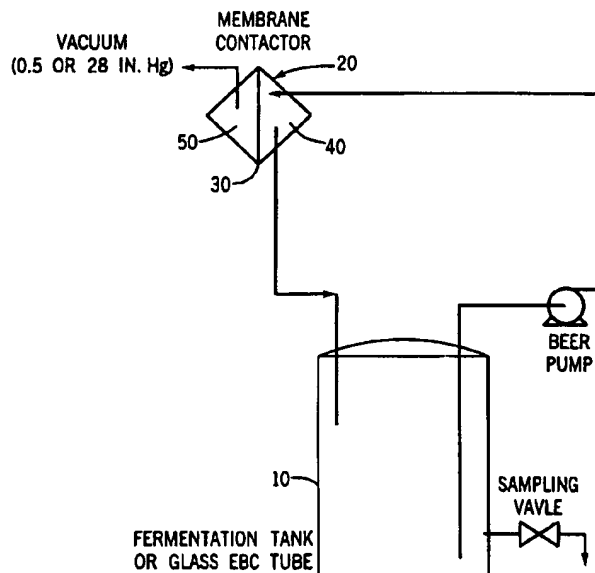 MEMBRANE
CONTACTOR
VACUUM
(0.5 OR 28 IN. Hg)
20
50
40
30
BEER
PUMP
10
SAMPLING
VAVLE
FERMENTATION TANK
OR GLASS EBC TUBE